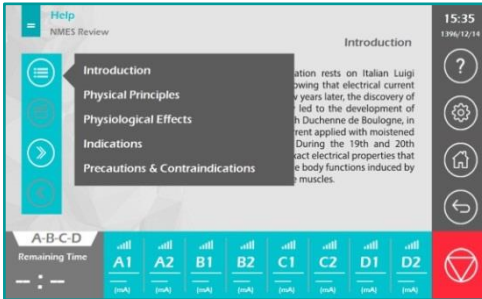 Help
NMES Review
15:35
1396/12/14
Introduction
Introduction
Physical Principles
Physiological Effects
Indications
Precautions & Contraindications
ation rests on Italian Luigi
owing that electrical current
years later, the discovery of
led to the development of
h Duchenne de Boulogne, in
rent applied with moistened
During the 19th and 20th
xact electrical properties that
e body functions induced by
e muscles.
?
A-B-C-D
Remaining Time
--:--
A1 A2 B1 B2 C1 C2 D1 D2
(mA) (mA) (mA) (mA) (mA) (mA) (mA) (mA)